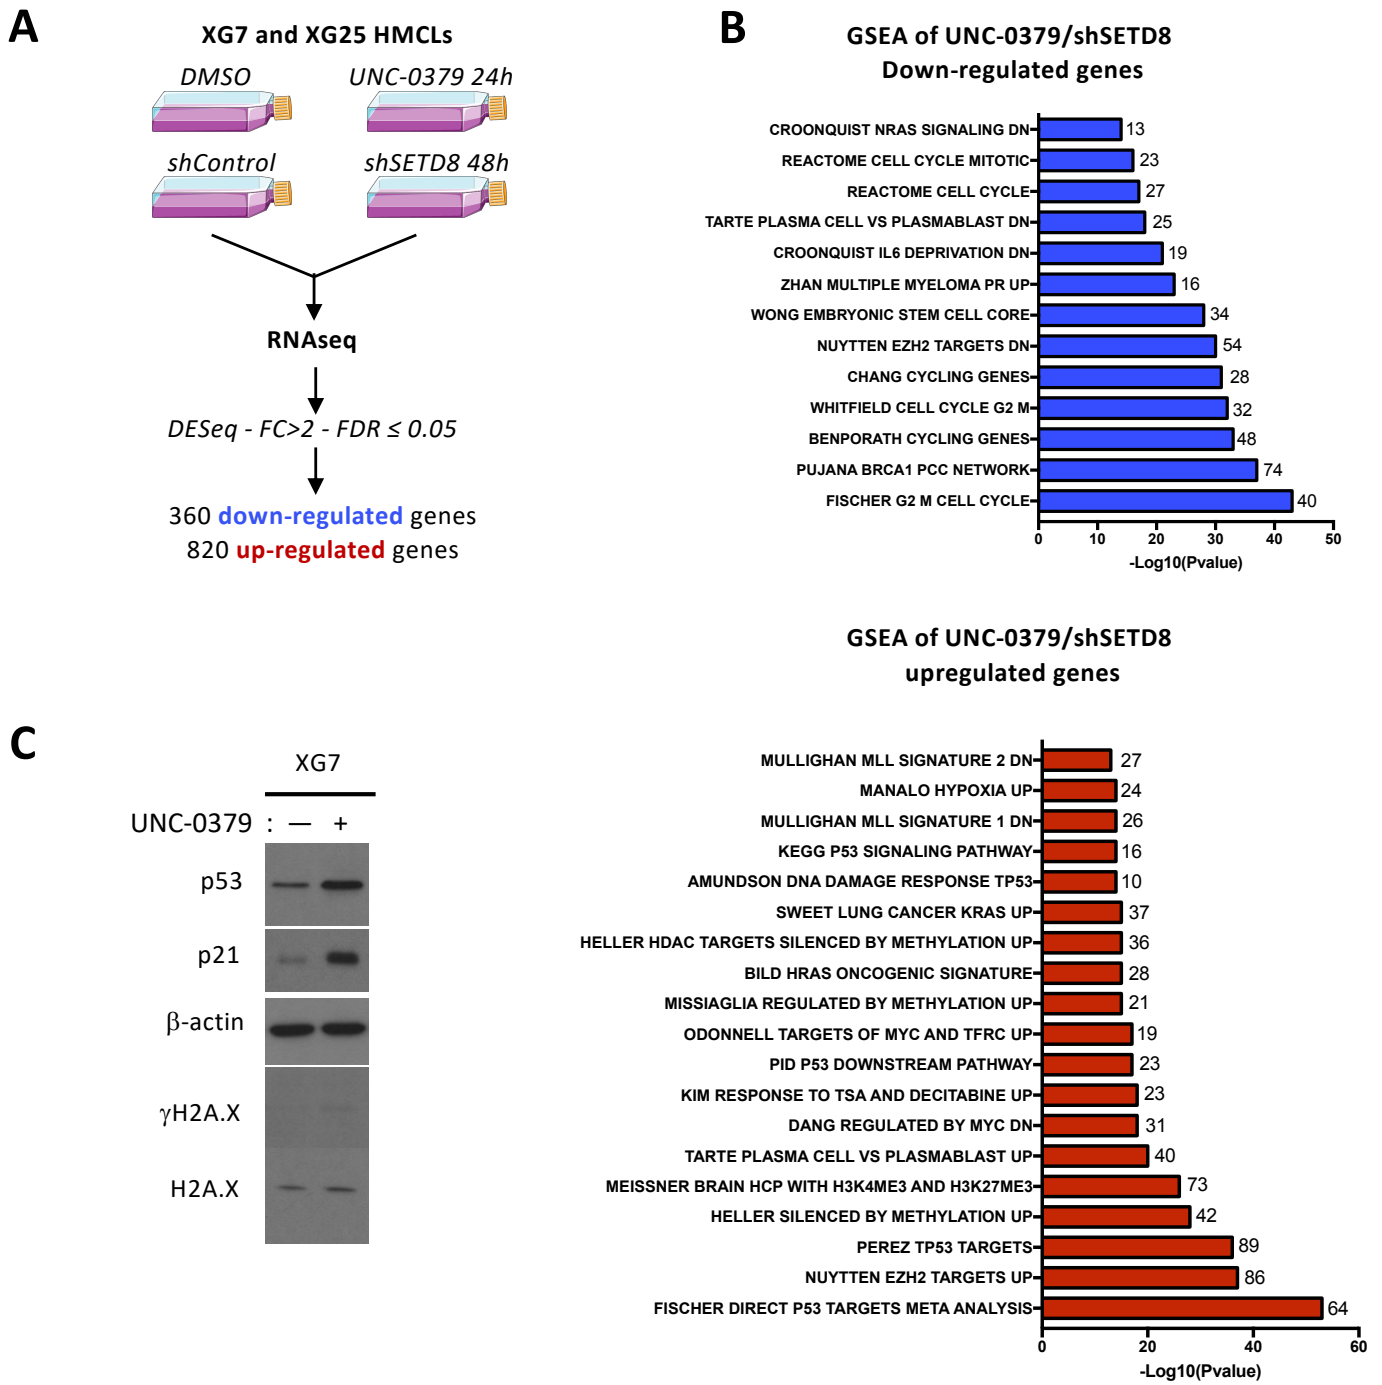 A
XG7 and XG25 HMCLs
DMSO
UNC-0379 24h
shControl
shSETD8 48h
RNAseq
DESeq - FC>2 - FDR ≤ 0.05
360 down-regulated genes
820 up-regulated genes
B
GSEA of UNC-0379/shSETD8
Down-regulated genes
CROONQUIST NRAS SIGNALING DN 13
REACTOME CELL CYCLE MITOTIC 23
REACTOME CELL CYCLE 27
TARTE PLASMA CELL VS PLASMABLAST DN 25
CROONQUIST IL6 DEPRIVATION DN 19
ZHAN MULTIPLE MYELOMA PR UP 16
WONG EMBRYONIC STEM CELL CORE 34
NUYTTEN EZH2 TARGETS DN 54
CHANG CYCLING GENES 28
WHITFIELD CELL CYCLE G2 M 32
BENPORATH CYCLING GENES 48
PUJANA BRCA1 PCC NETWORK 74
FISCHER G2 M CELL CYCLE 40
0 10 20 30 40 50
-Log10(Pvalue)
GSEA of UNC-0379/shSETD8
upregulated genes
MULLIGHAN MLL SIGNATURE 2 DN 27
MANALO HYPOXIA UP 24
MULLIGHAN MLL SIGNATURE 1 DN 26
KEGG P53 SIGNALING PATHWAY 16
AMUNDSON DNA DAMAGE RESPONSE TP53 10
SWEET LUNG CANCER KRAS UP 37
HELLER HDAC TARGETS SILENCED BY METHYLATION UP 36
BILD HRAS ONCOGENIC SIGNATURE 28
MISSIAGLIA REGULATED BY METHYLATION UP 21
ODONNELL TARGETS OF MYC AND TFRC UP 19
PID P53 DOWNSTREAM PATHWAY 23
KIM RESPONSE TO TSA AND DECITABINE UP 23
DANG REGULATED BY MYC DN 31
TARTE PLASMA CELL VS PLASMABLAST UP 40
MEISSNER BRAIN HCP WITH H3K4ME3 AND H3K27ME3 73
HELLER SILENCED BY METHYLATION UP 42
PEREZ TP53 TARGETS 89
NUYTTEN EZH2 TARGETS UP 86
FISCHER DIRECT P53 TARGETS META ANALYSIS 64
0 20 40 60
-Log10(Pvalue)
C
XG7
UNC-0379 : — +
p53
p21
β-actin
γH2A.X
H2A.X